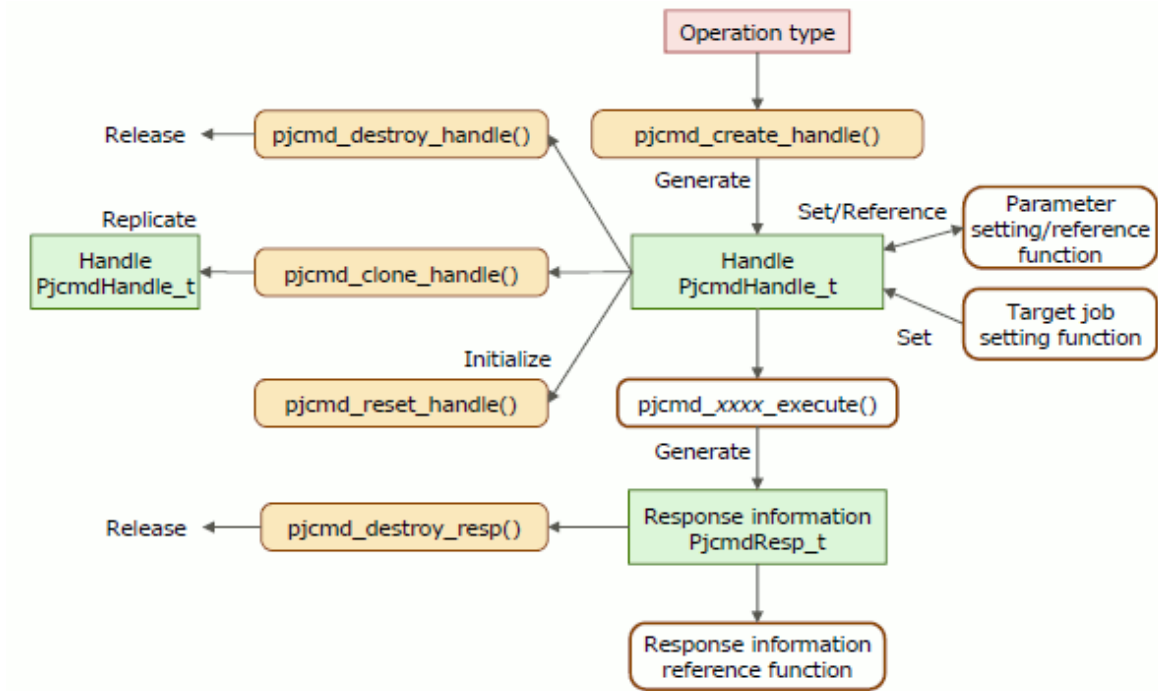 Operation type
Release
pjcmd_destroy_handle()
pjcmd_create_handle()
Generate
Replicate
Set/Reference
Parameter
setting/reference
function
Handle
PjcmdHandle_t
pjcmd_clone_handle()
Handle
PjcmdHandle_t
Target job
setting function
Set
Initialize
pjcmd_reset_handle()
pjcmd_xxxx_execute()
Generate
Release
pjcmd_destroy_resp()
Response information
PjcmdResp_t
Response information
reference function